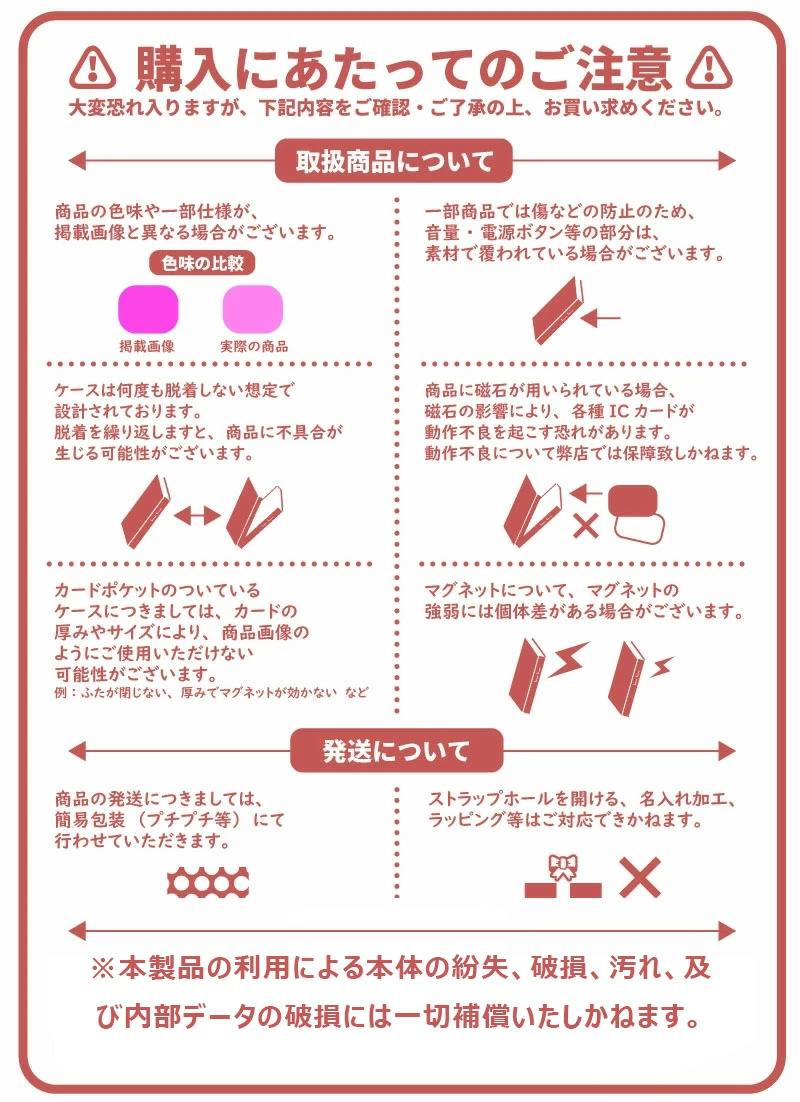 購入にあたってのご注意
大変恐れ入りますが、下記内容をご確認・ご了承の上、お買い求めください。
取扱商品について
商品の色味や一部仕様が、
掲載画像と異なる場合がございます。
色味の比較
掲載画像
実際の商品
一部商品では傷などの防止のため、
音量・電源ボタン等の部分は、
素材で覆われている場合がございます。
ケースは何度も脱着しない想定で
設計されております。
脱着を繰り返しますと、商品に不具合が
生じる可能性がございます。
商品に磁石が用いられている場合、
磁石の影響により、各種 IC カードが
動作不良を起こす恐れがあります。
動作不良について弊店では保障致しかねます。
カードポケットのついている
ケースにつきましては、カードの
厚みやサイズにより、商品画像の
ようにご使用いただけない
可能性がございます。
例：ふたが閉じない、厚みでマグネットが効かない など
マグネットについて、マグネットの
強弱には個体差がある場合がございます。
発送について
商品の発送につきましては、
簡易包装（プチプチ等）にて
行わせていただきます。
ストラップホールを開ける、名入れ加工、
ラッピング等はご対応できかねます。
※本製品の利用による本体の紛失、破損、汚れ、及
び内部データの破損には一切補償いたしかねます。